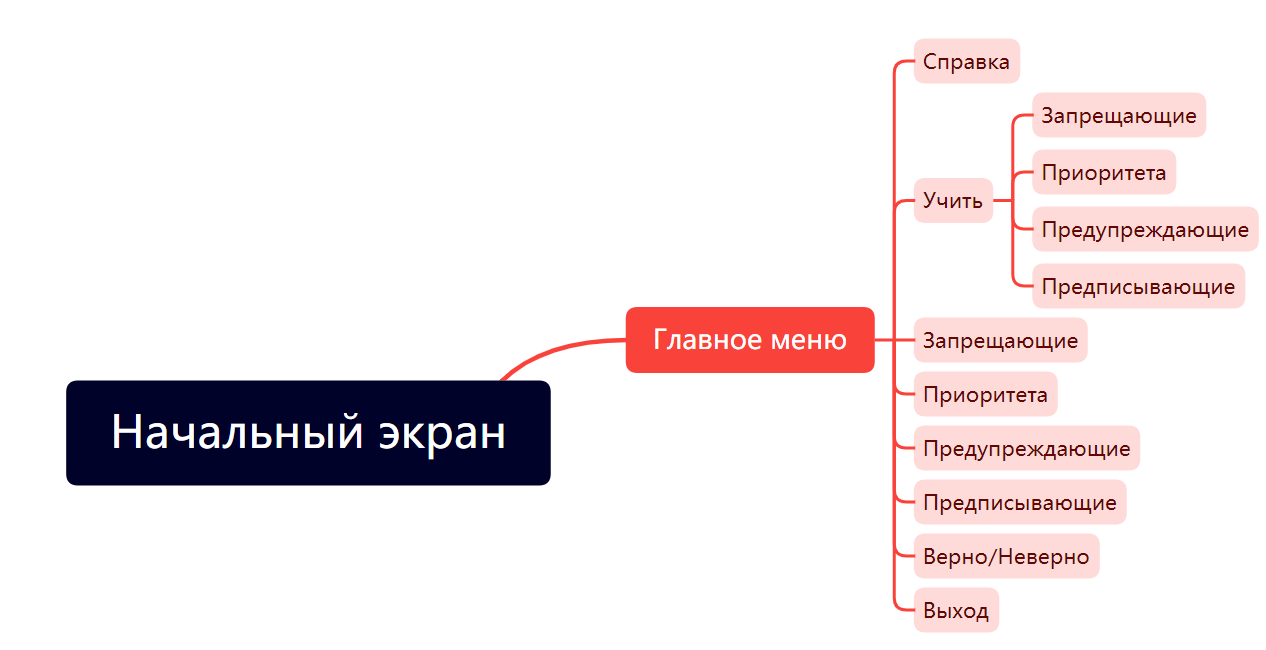 Начальный экран
Главное меню
Справка
Учить
Запрещающие
Приоритета
Предупреждающие
Предписывающие
Запрещающие
Приоритета
Предупреждающие
Предписывающие
Верно/Неверно
Выход